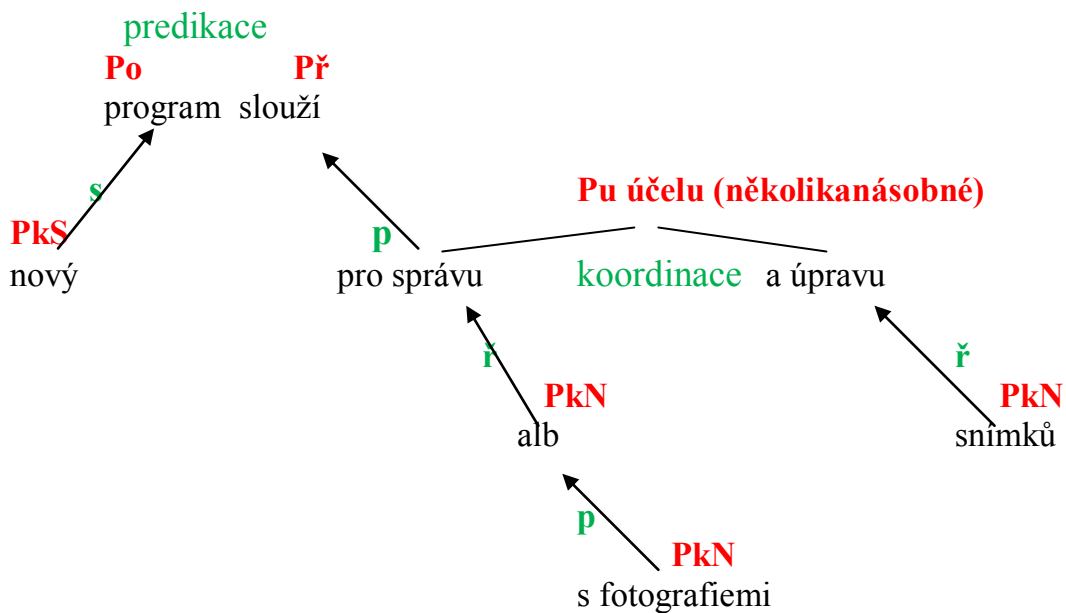 predikace
Po Př
program slouží
s
Pu účelu (několikanásobné)
PkS p
nový pro správu koordinace a úpravu
ř ř
PkN PkN
alb snímků
p
PkN
s fotografiemi